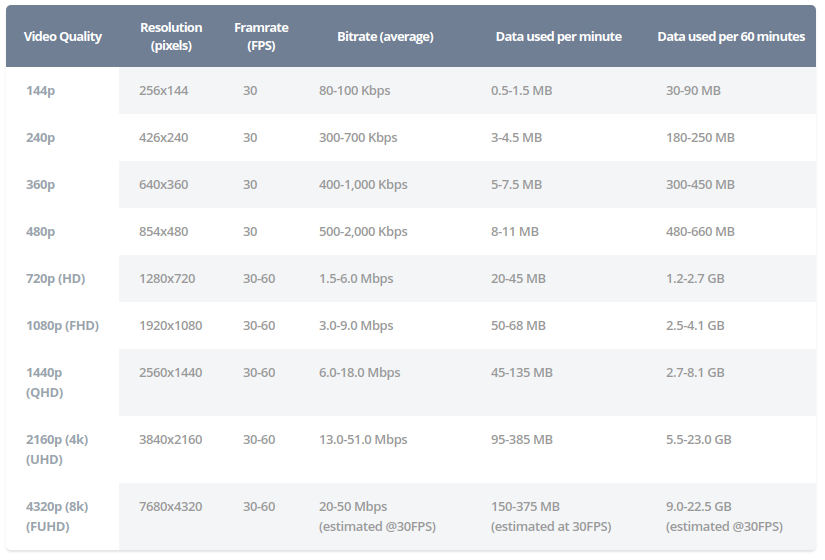 Video Quality Resolution (pixels) Framrate (FPS) Bitrate (average) Data used per minute Data used per 60 minutes
144p 256x144 30 80-100 Kbps 0.5-1.5 MB 30-90 MB
240p 426x240 30 300-700 Kbps 3-4.5 MB 180-250 MB
360p 640x360 30 400-1,000 Kbps 5-7.5 MB 300-450 MB
480p 854x480 30 500-2,000 Kbps 8-11 MB 480-660 MB
720p (HD) 1280x720 30-60 1.5-6.0 Mbps 20-45 MB 1.2-2.7 GB
1080p (FHD) 1920x1080 30-60 3.0-9.0 Mbps 50-68 MB 2.5-4.1 GB
1440p (QHD) 2560x1440 30-60 6.0-18.0 Mbps 45-135 MB 2.7-8.1 GB
2160p (4k) (UHD) 3840x2160 30-60 13.0-51.0 Mbps 95-385 MB 5.5-23.0 GB
4320p (8k) (FUHD) 7680x4320 30-60 20-50 Mbps (estimated @30FPS) 150-375 MB (estimated at 30FPS) 9.0-22.5 GB (estimated @30FPS)